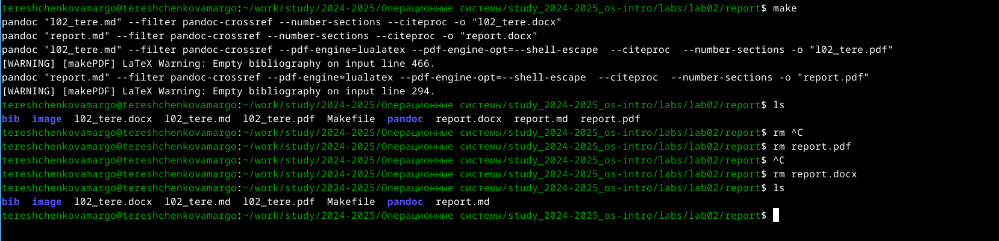 tereshchenkovamargo@tereshchenkovamargo:~/work/study/2024-2025/Операционные системы/study_2024-2025_os-intro/labs/lab02/report$ make
pandoc "l02_tere.md" --filter pandoc-crossref --number-sections --citeproc -o "l02_tere.docx"
pandoc "report.md" --filter pandoc-crossref --number-sections --citeproc -o "report.docx"
pandoc "l02_tere.md" --filter pandoc-crossref --pdf-engine=lualatex --pdf-engine-opt=--shell-escape  --citeproc  --number-sections -o "l02_tere.pdf"
[WARNING] [makePDF] LaTeX Warning: Empty bibliography on input line 466.
pandoc "report.md" --filter pandoc-crossref --pdf-engine=lualatex --pdf-engine-opt=--shell-escape  --citeproc  --number-sections -o "report.pdf"
[WARNING] [makePDF] LaTeX Warning: Empty bibliography on input line 294.
tereshchenkovamargo@tereshchenkovamargo:~/work/study/2024-2025/Операционные системы/study_2024-2025_os-intro/labs/lab02/report$ ls
bib  image  l02_tere.docx  l02_tere.md  l02_tere.pdf  Makefile  pandoc  report.docx  report.md  report.pdf
tereshchenkovamargo@tereshchenkovamargo:~/work/study/2024-2025/Операционные системы/study_2024-2025_os-intro/labs/lab02/report$ rm ^C
tereshchenkovamargo@tereshchenkovamargo:~/work/study/2024-2025/Операционные системы/study_2024-2025_os-intro/labs/lab02/report$ rm report.pdf
tereshchenkovamargo@tereshchenkovamargo:~/work/study/2024-2025/Операционные системы/study_2024-2025_os-intro/labs/lab02/report$ ^C
tereshchenkovamargo@tereshchenkovamargo:~/work/study/2024-2025/Операционные системы/study_2024-2025_os-intro/labs/lab02/report$ rm report.docx
tereshchenkovamargo@tereshchenkovamargo:~/work/study/2024-2025/Операционные системы/study_2024-2025_os-intro/labs/lab02/report$ ls
bib  image  l02_tere.docx  l02_tere.md  l02_tere.pdf  Makefile  pandoc  report.md
tereshchenkovamargo@tereshchenkovamargo:~/work/study/2024-2025/Операционные системы/study_2024-2025_os-intro/labs/lab02/report$